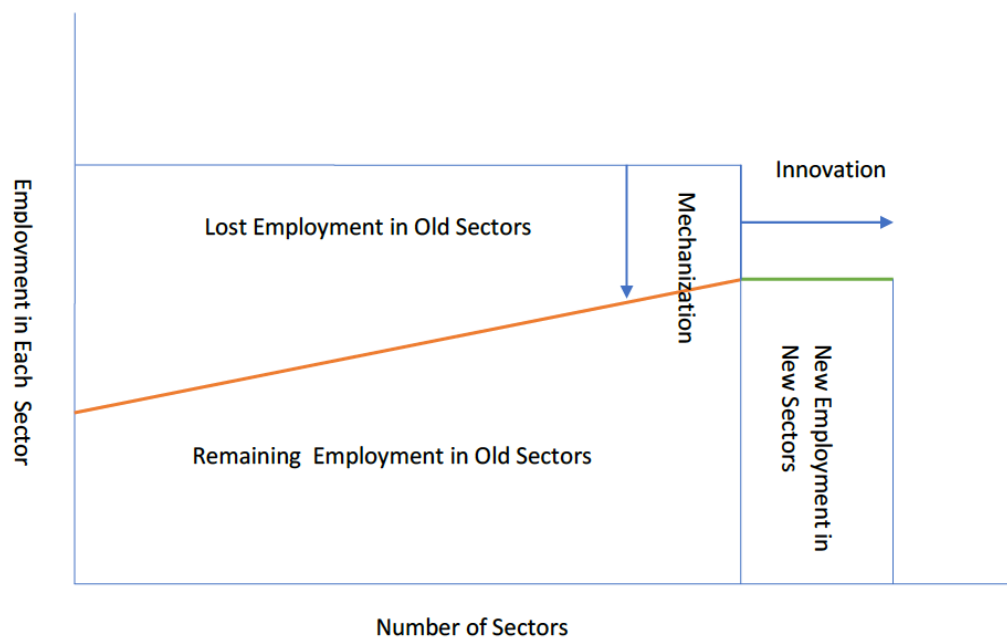 Innovation
Mechanization
Lost Employment in Old Sectors
Employment in Each Sector
New Employment in
New Sectors
Remaining Employment in Old Sectors
Number of Sectors